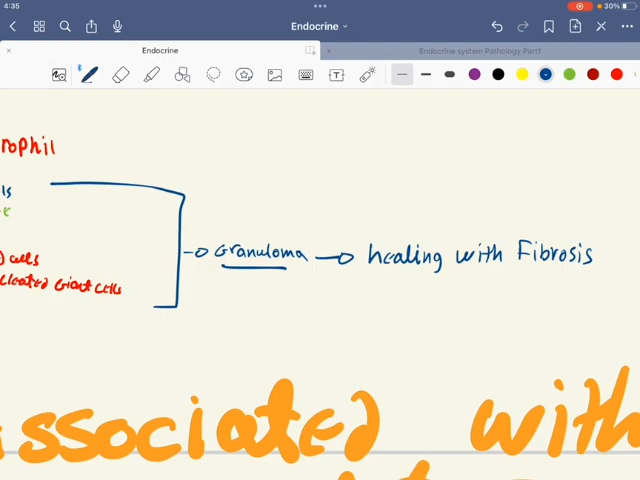 4:35
30%
Endocrine
Endocrine
Endocrine system Pathology Part1
T
rophil
ls
cells
cleated Giant cells
Granuloma
healing with Fibrosis
ssociated with